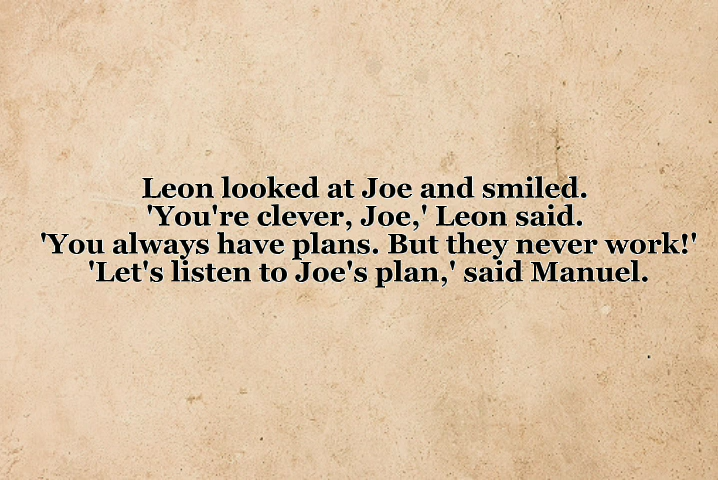 Leon looked at Joe and smiled.
'You're clever, Joe,' Leon said.
'You always have plans. But they never work!'
'Let's listen to Joe's plan,' said Manuel.